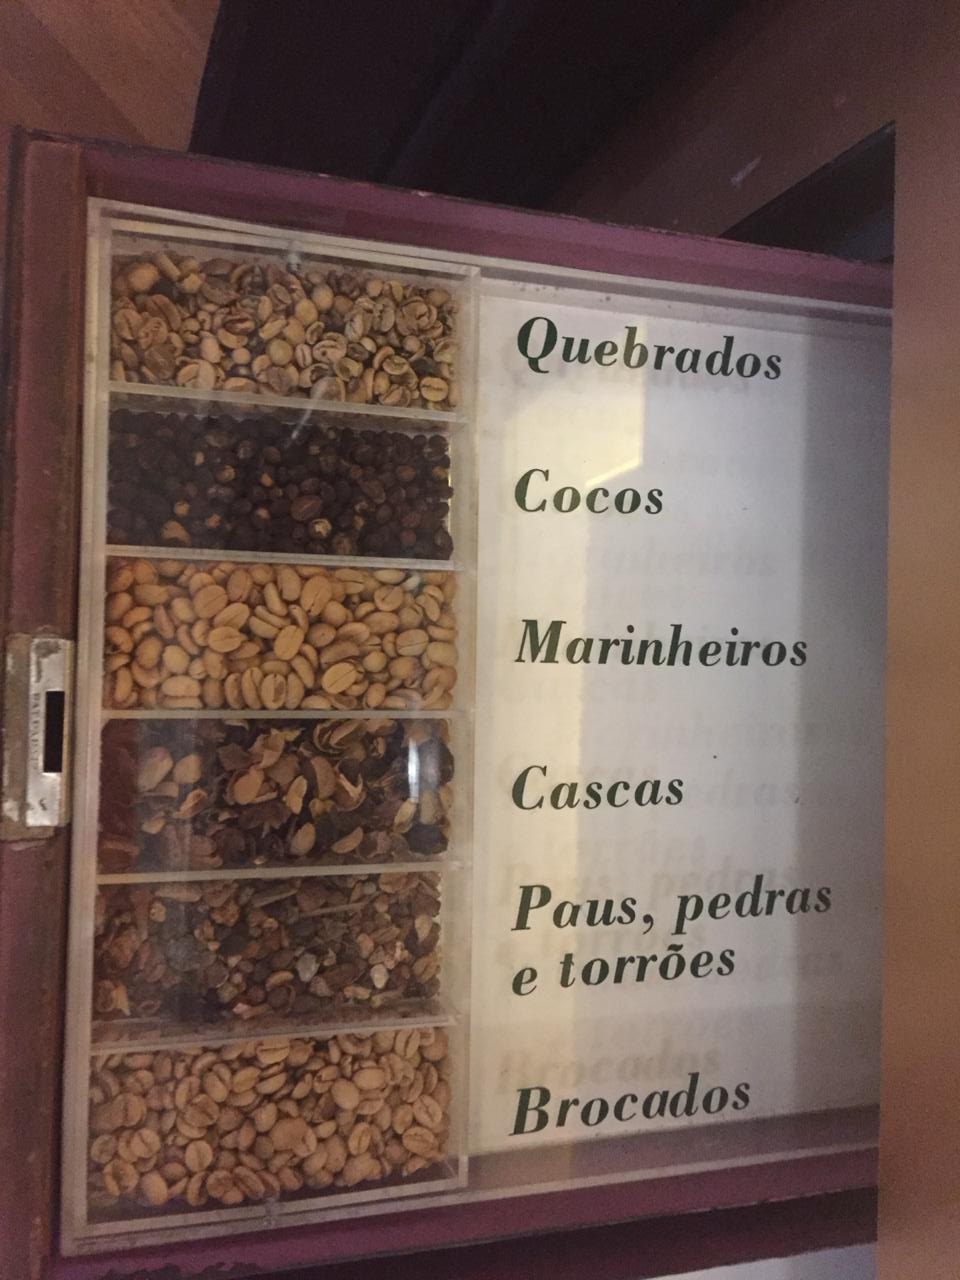 Quebrados
Cocos
Marinheiros
Cascas
Paus, pedras
e torrões
Brocados